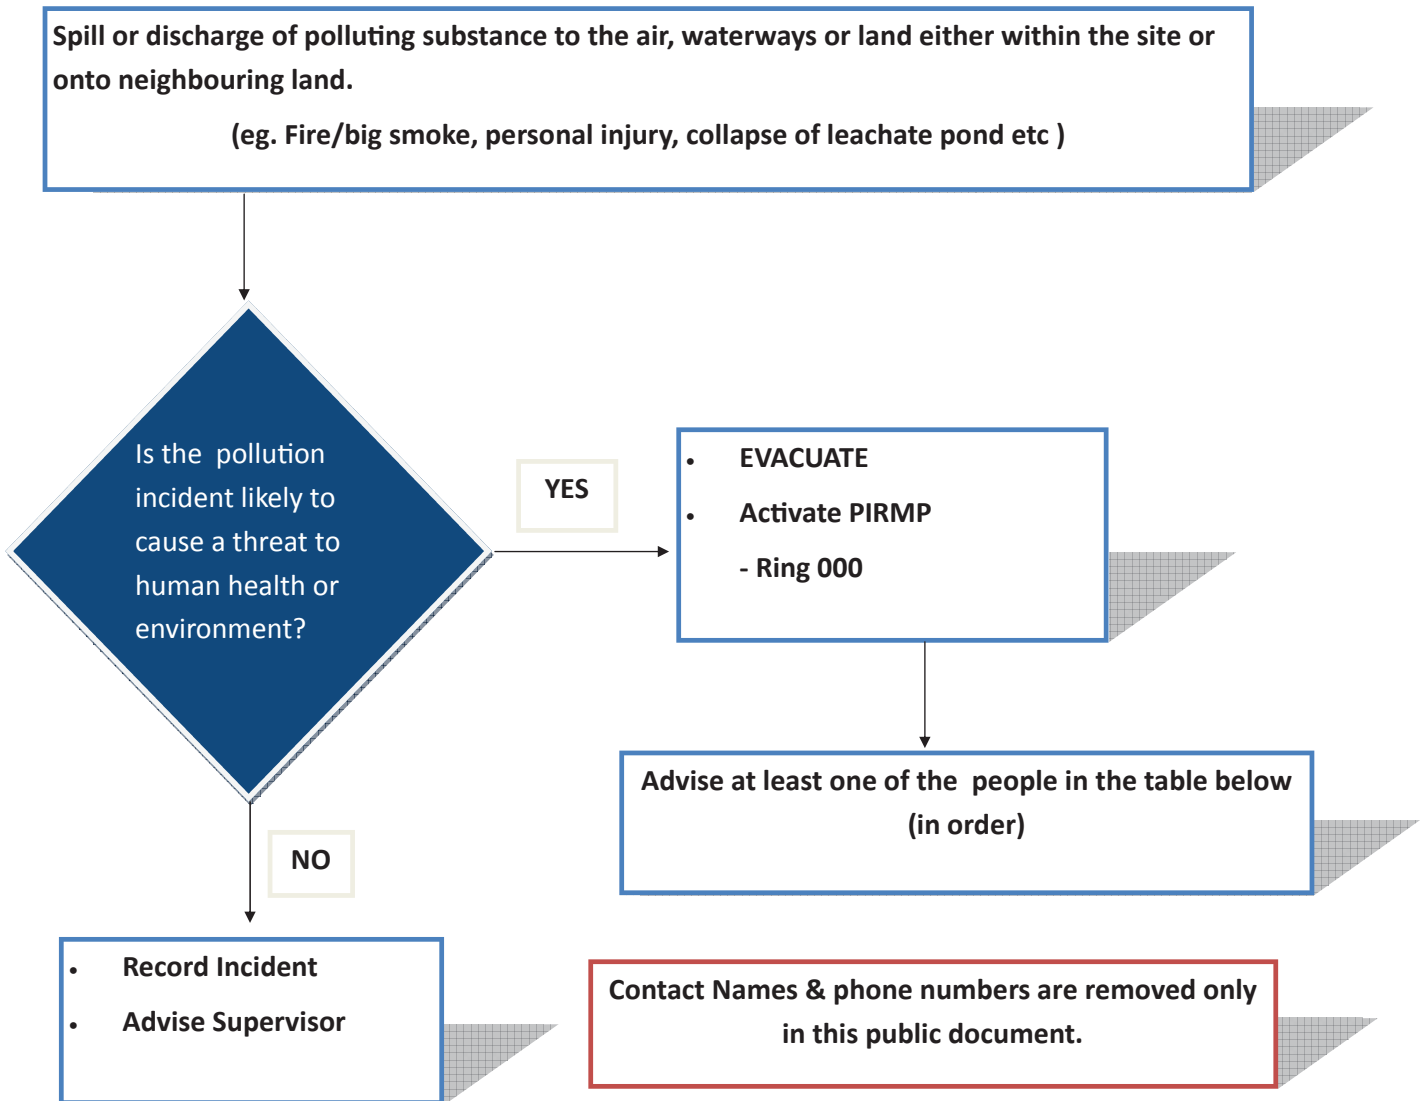 Spill or discharge of polluting substance to the air, waterways or land either within the site or
onto neighbouring land.
(eg. Fire/big smoke, personal injury, collapse of leachate pond etc )
Is the pollution
incident likely to
cause a threat to
human health or
environment?
YES
• EVACUATE
• Activate PIRMP
- Ring 000
Advise at least one of the people in the table below
(in order)
NO
• Record Incident
• Advise Supervisor
Contact Names & phone numbers are removed only
in this public document.